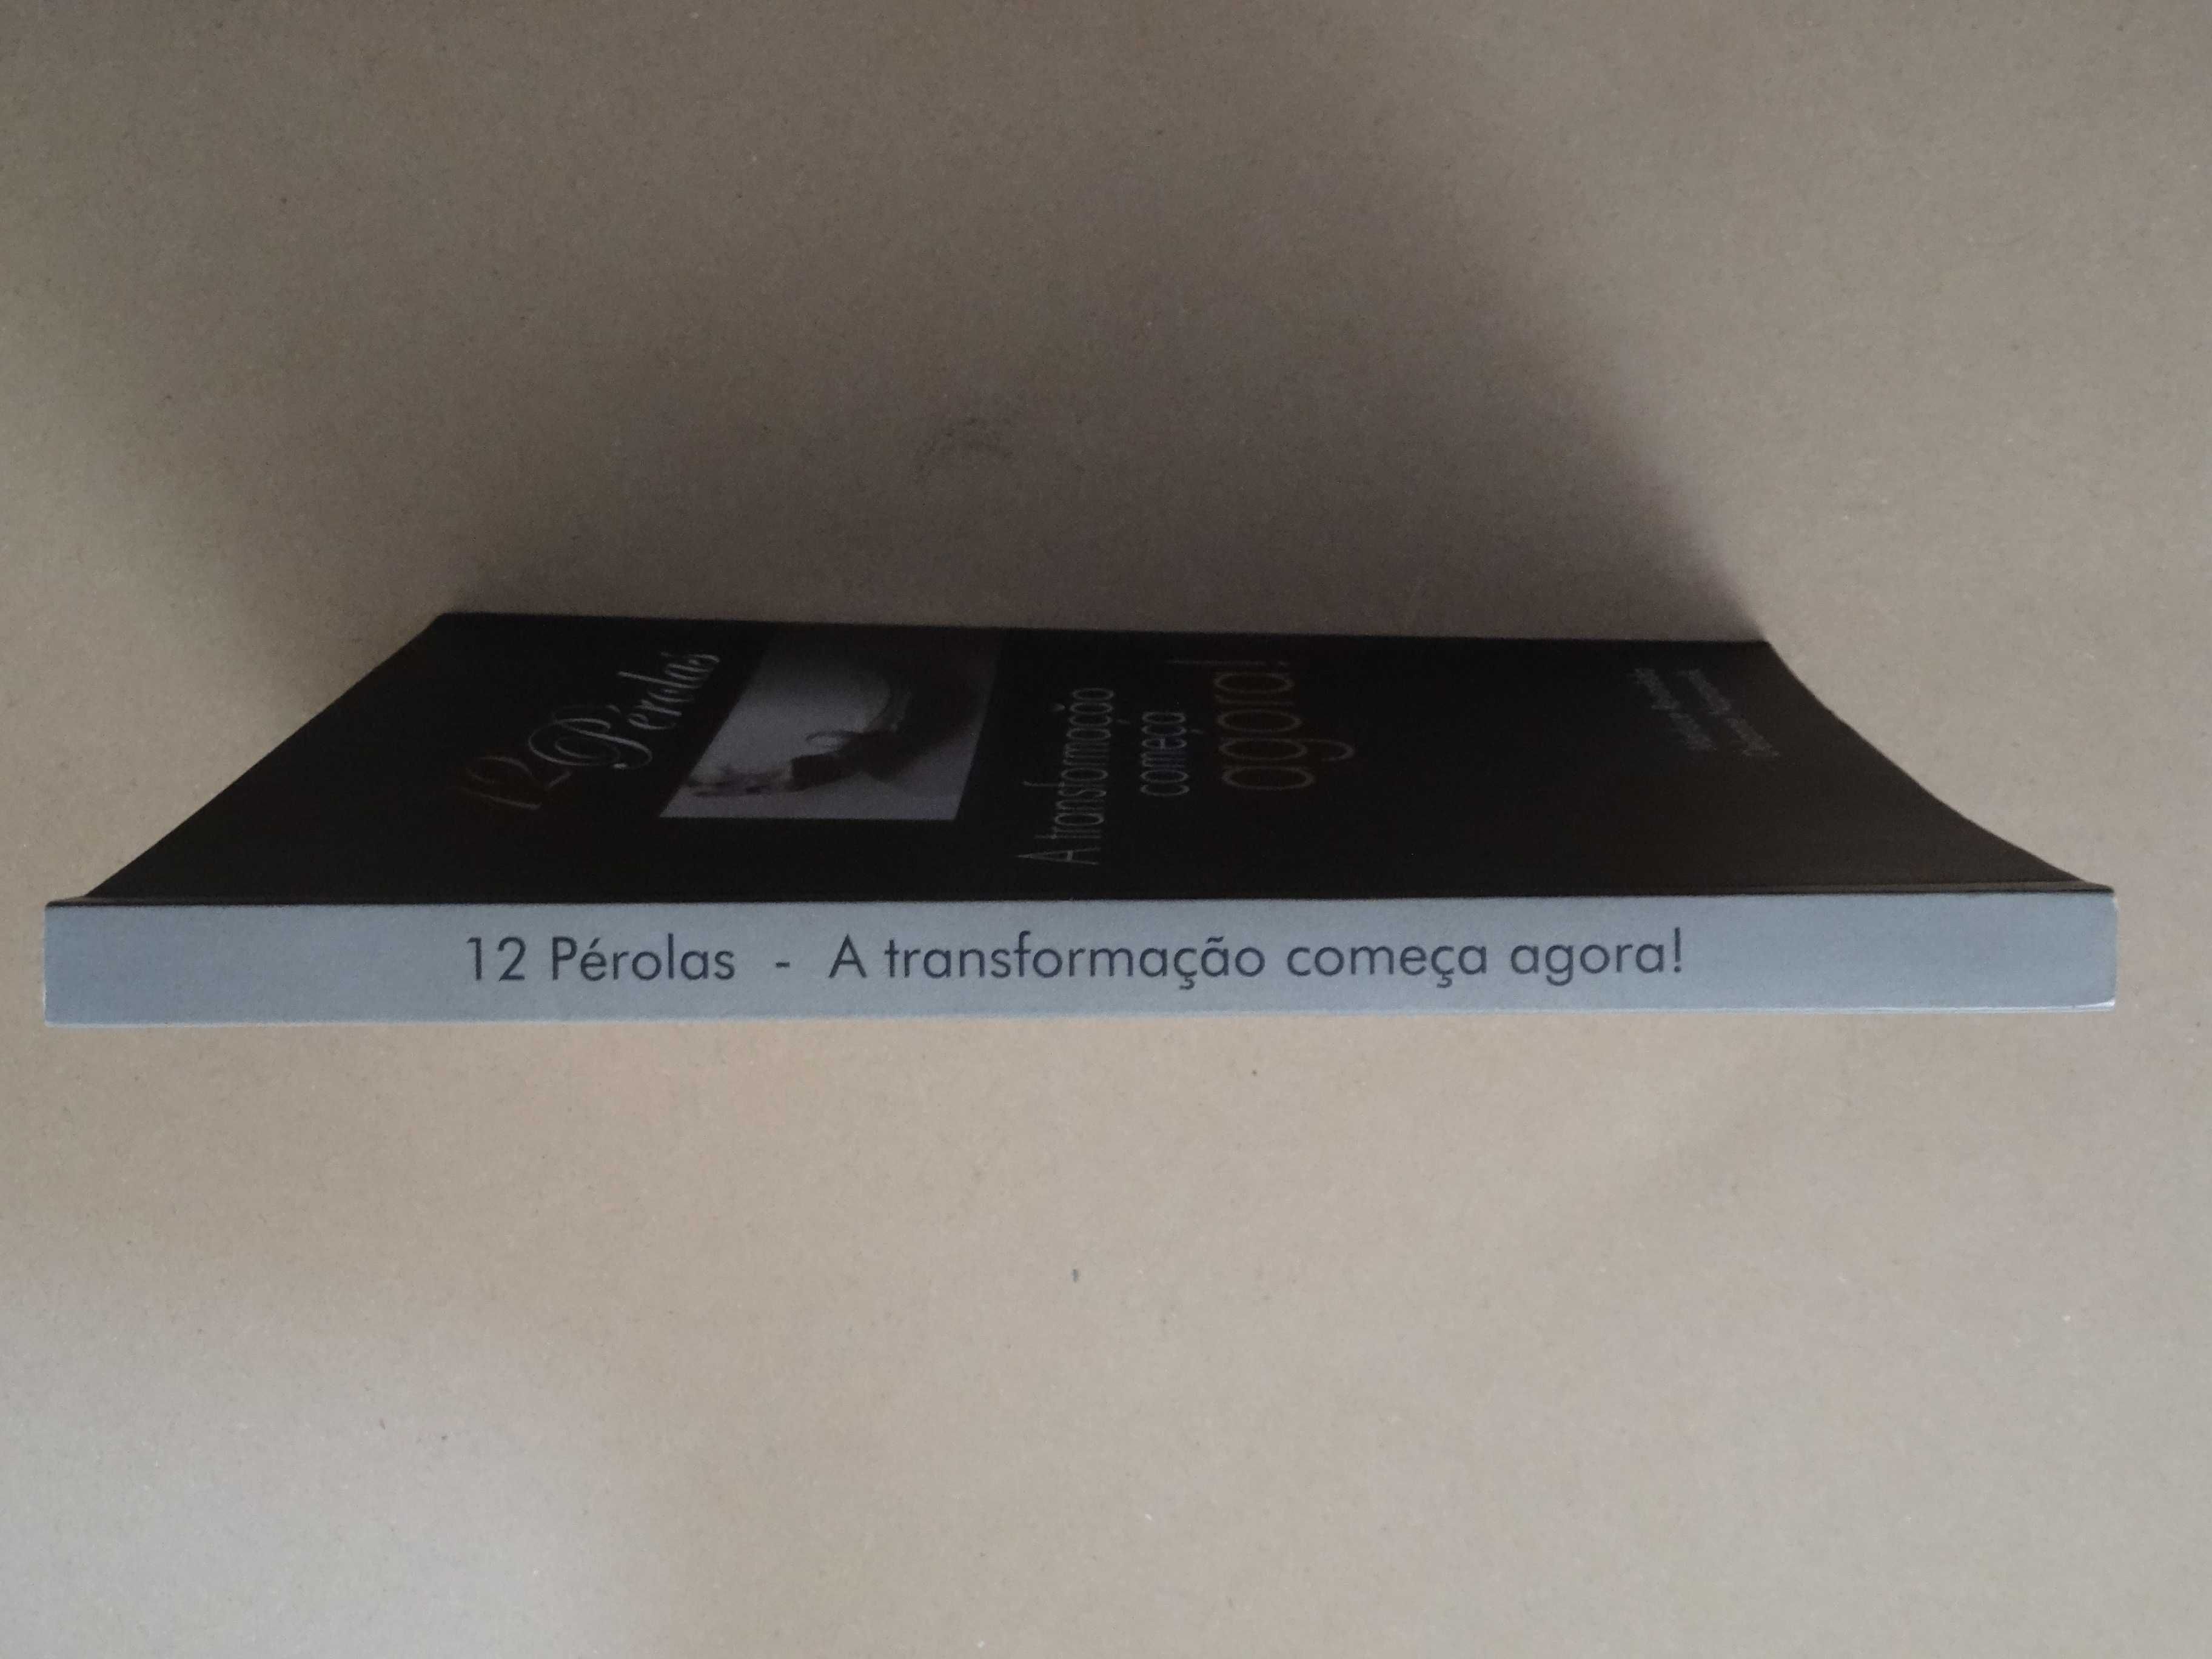 12
Pérolas
A transformação
começa
agora!
12 Pérolas - A transformação começa agora!